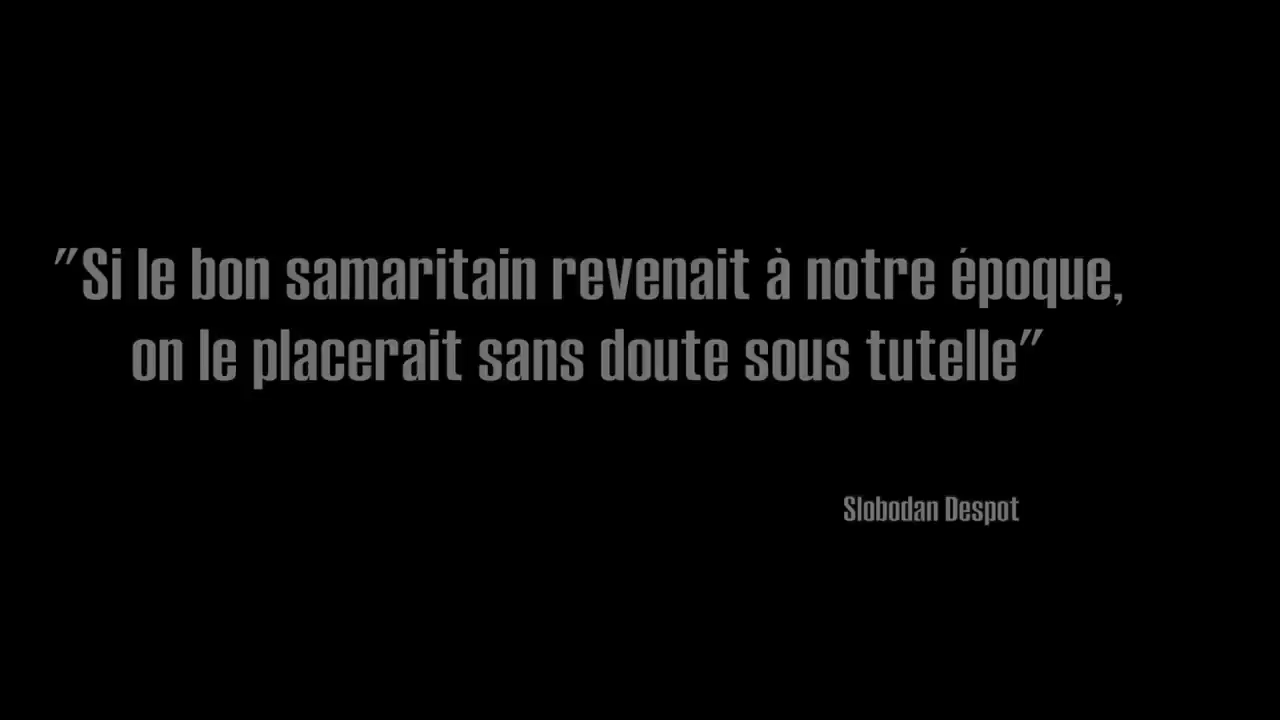 "Si le bon samaritain revenait à notre époque,
on le placerait sans doute sous tutelle"
Slobodan Despot